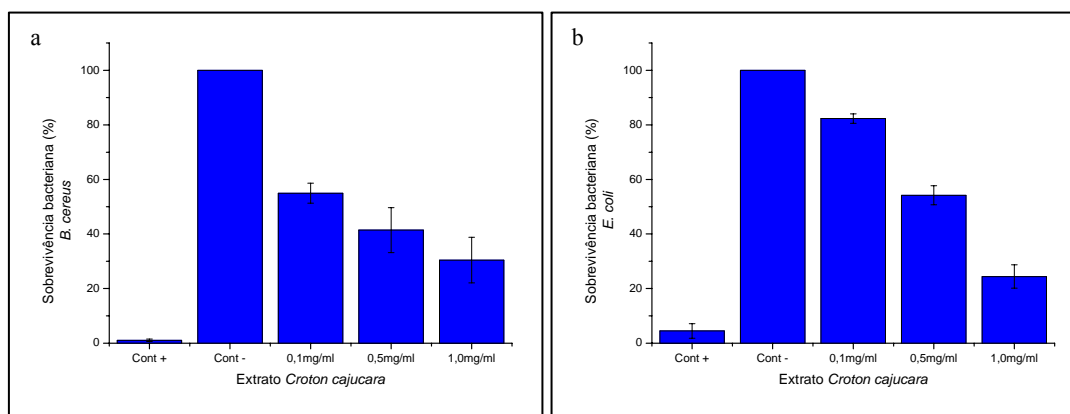 a
Sobrevivência bacteriana (%)
B. cereus
100
80
60
40
20
0
Cont + Cont - 0,1mg/ml 0,5mg/ml 1,0mg/ml
Extrato Croton cajucara
b
Sobrevivência bacteriana (%)
E. coli
100
80
60
40
20
0
Cont + Cont - 0,1mg/ml 0,5mg/ml 1,0mg/ml
Extrato Croton cajucara